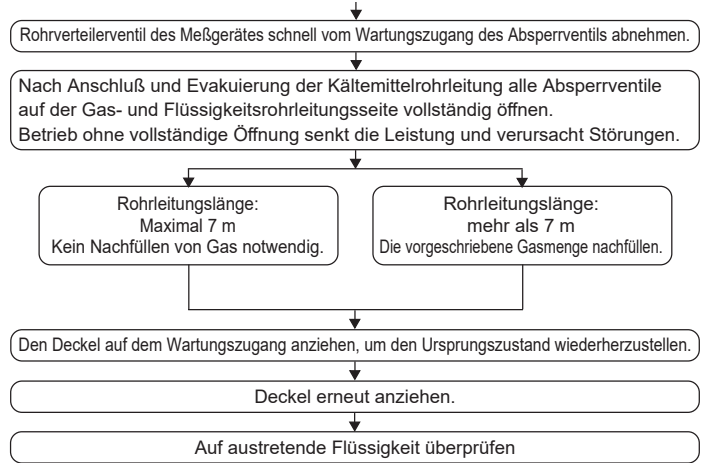 Rohrverteilerventil des Meßgerätes schnell vom Wartungszugang des Absperrventils abnehmen.
Nach Anschluß und Evakuierung der Kältemittelrohrleitung alle Absperrventile
auf der Gas- und Flüssigkeitsrohrleitungsseite vollständig öffnen.
Betrieb ohne vollständige Öffnung senkt die Leistung und verursacht Störungen.
Rohrleitungslänge:
Maximal 7 m
Kein Nachfüllen von Gas notwendig.
Rohrleitungslänge:
mehr als 7 m
Die vorgeschriebene Gasmenge nachfüllen.
Den Deckel auf dem Wartungszugang anziehen, um den Ursprungszustand wiederherzustellen.
Deckel erneut anziehen.
Auf austretende Flüssigkeit überprüfen